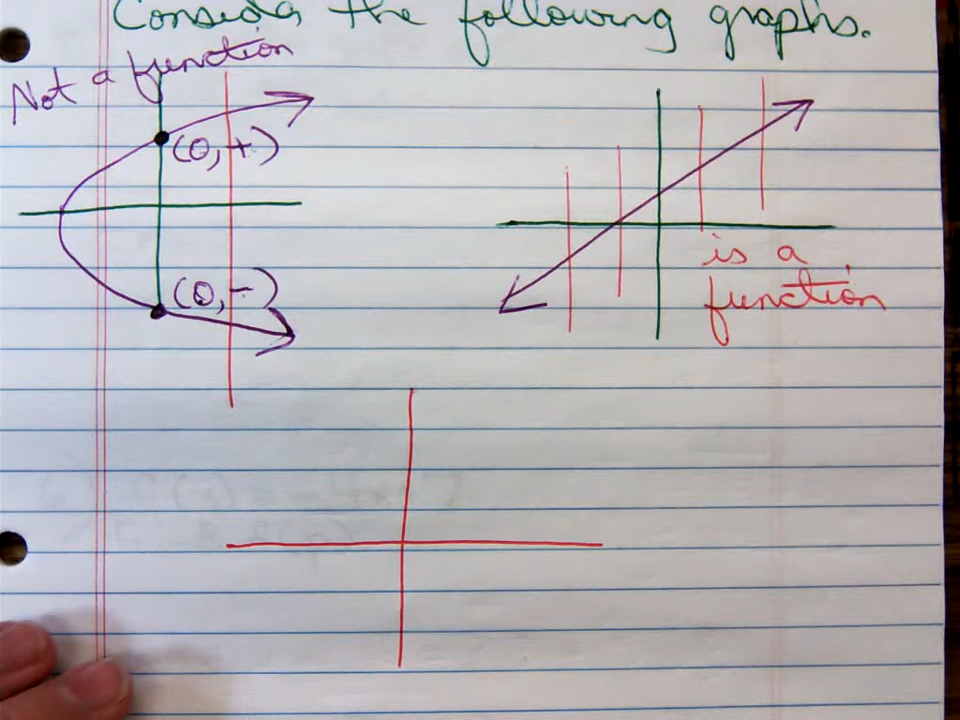 Consider the following graphs.
Not a function
(0,+)
(0,-)
is a
function